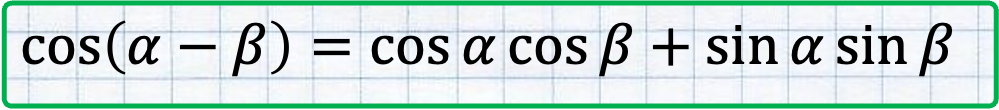 cos(α − β) = cos α cos β + sin α sin β